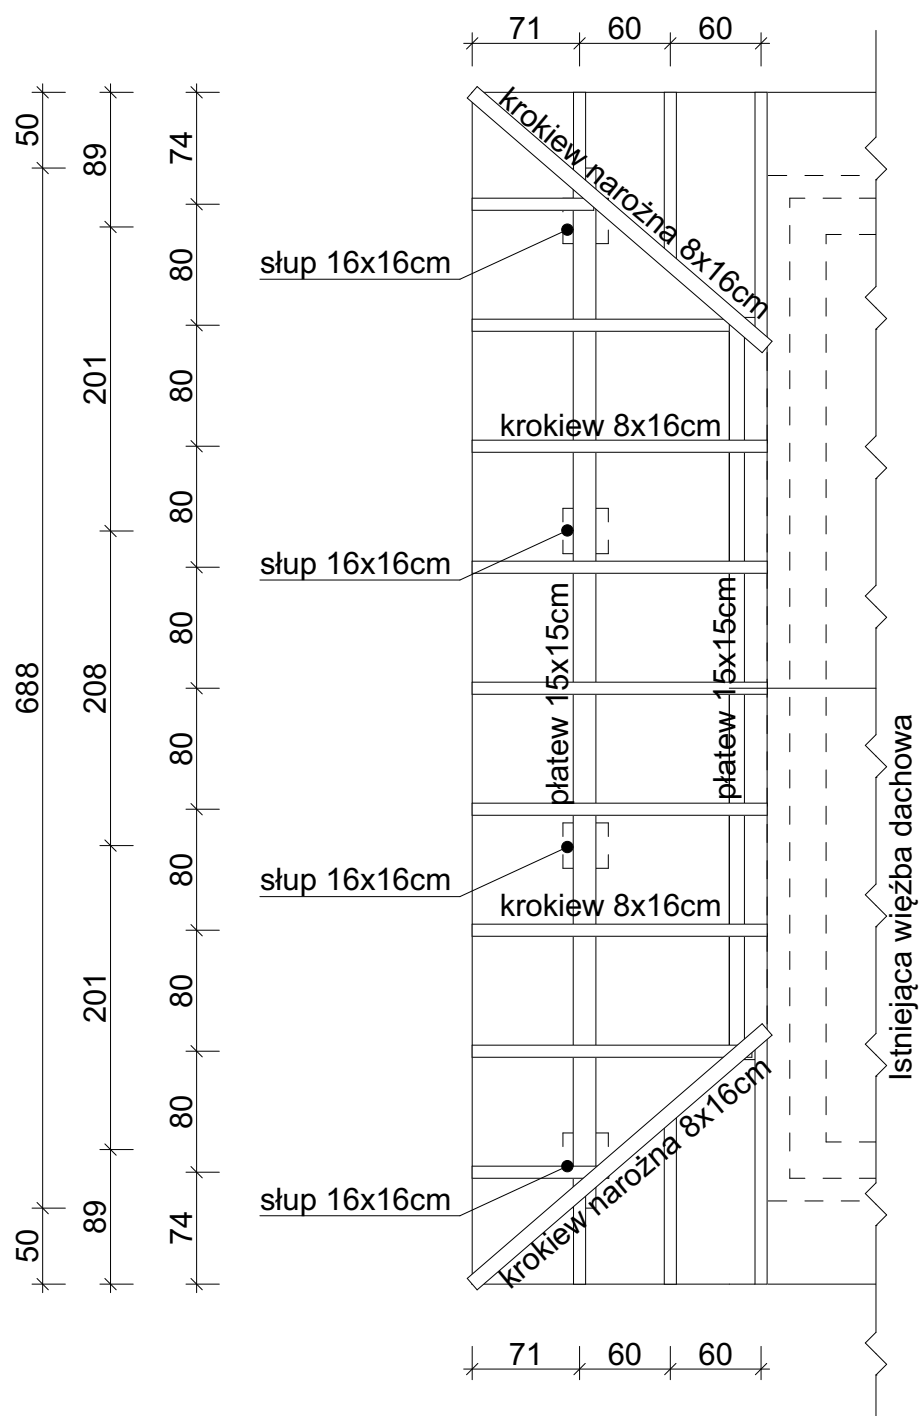 71 60 60
50
89
74
krokiew narożna 8x16cm
słup 16x16cm
80
201
80
krokiew 8x16cm
80
słup 16x16cm
80
688
208
płatew 15x15cm
płatew 15x15cm
80
Istniejąca więźba dachowa
80
słup 16x16cm
krokiew 8x16cm
201
80
80
krokiew narożna 8x16cm
słup 16x16cm
50
89
74
71 60 60